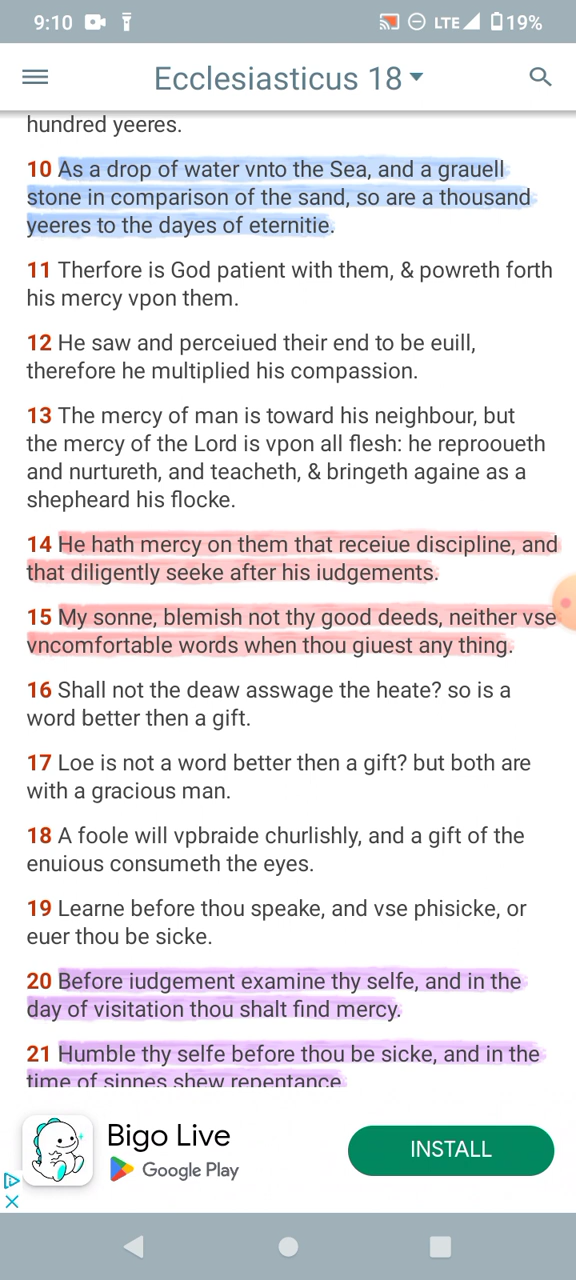 9:10 LTE 19%
Ecclesiasticus 18
hundred yeeres.
10 As a drop of water vnto the Sea, and a grauell
stone in comparison of the sand, so are a thousand
yeeres to the dayes of eternitie.
11 Therfore is God patient with them, & powreth forth
his mercy vpon them.
12 He saw and perceiued their end to be euill,
therefore he multiplied his compassion.
13 The mercy of man is toward his neighbour, but
the mercy of the Lord is vpon all flesh: he reprooueth
and nurtureth, and teacheth, & bringeth againe as a
shepheard his flocke.
14 He hath mercy on them that receiue discipline, and
that diligently seeke after his iudgements.
15 My sonne, blemish not thy good deeds, neither vse
vncomfortable words when thou giuest any thing.
16 Shall not the deaw asswage the heate? so is a
word better then a gift.
17 Loe is not a word better then a gift? but both are
with a gracious man.
18 A foole will vpbraide churlishly, and a gift of the
enuious consumeth the eyes.
19 Learne before thou speake, and vse phisicke, or
euer thou be sicke.
20 Before iudgement examine thy selfe, and in the
day of visitation thou shalt find mercy.
21 Humble thy selfe before thou be sicke, and in the
time of sinnes shew repentance
Bigo Live
Google Play
INSTALL